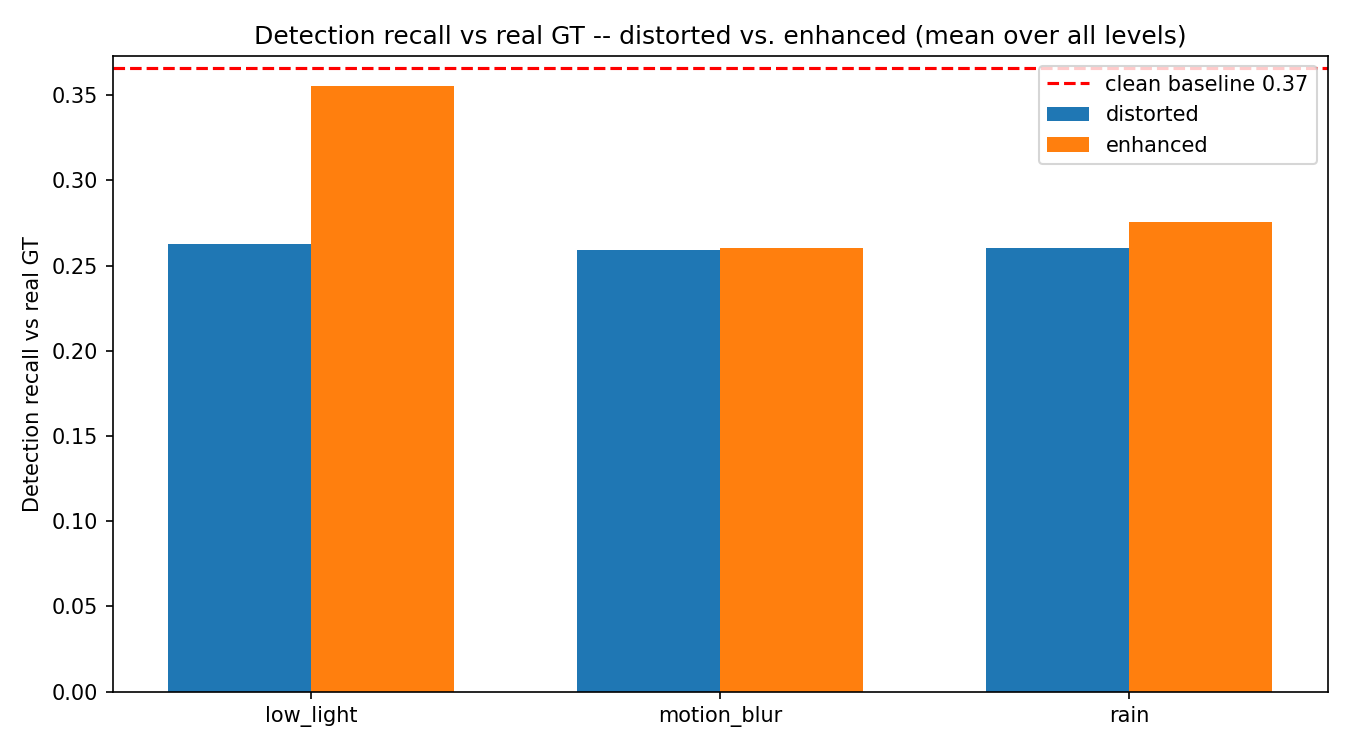 Detection recall vs real GT -- distorted vs. enhanced (mean over all levels)
clean baseline 0.37
distorted
enhanced
Detection recall vs real GT
0.35
0.30
0.25
0.20
0.15
0.10
0.05
0.00
low_light
motion_blur
rain